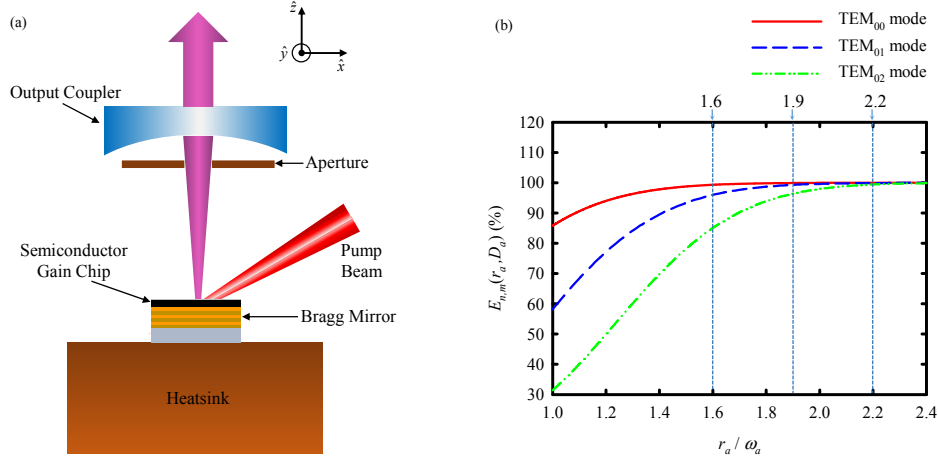 (a)
ẑ
ŷ
x̂
Output Coupler
Aperture
Semiconductor
Gain Chip
Pump
Beam
Bragg Mirror
Heatsink
(b)
TEM₀₀ mode
TEM₀₁ mode
TEM₀₂ mode
1.6 1.9 2.2
120
110
100
90
80
70
60
50
40
30
Eₙ,ₘ(rₐ,Dₐ) (%)
1.0 1.2 1.4 1.6 1.8 2.0 2.2 2.4
rₐ / ωₐ